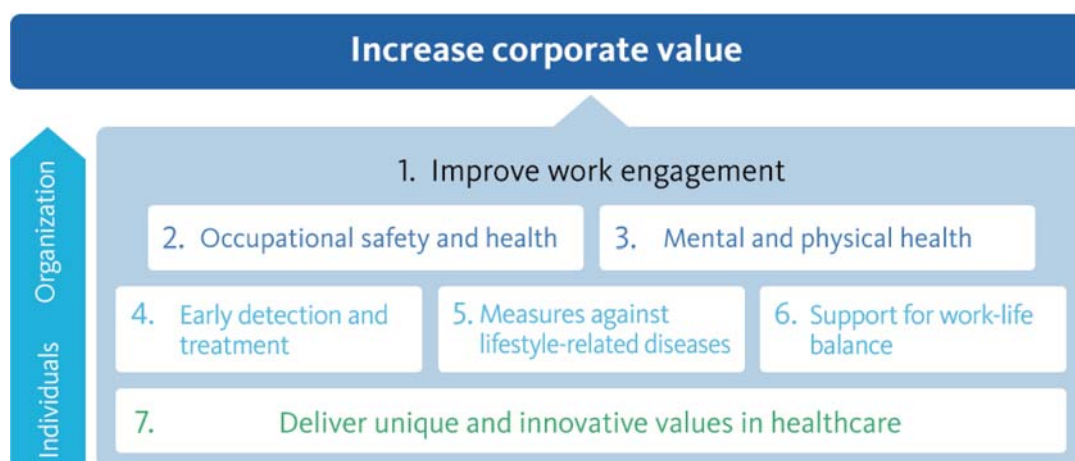 Increase corporate value
Organization
Individuals
1. Improve work engagement
2. Occupational safety and health
3. Mental and physical health
4. Early detection and
treatment
5. Measures against
lifestyle-related diseases
6. Support for work-life
balance
7. Deliver unique and innovative values in healthcare